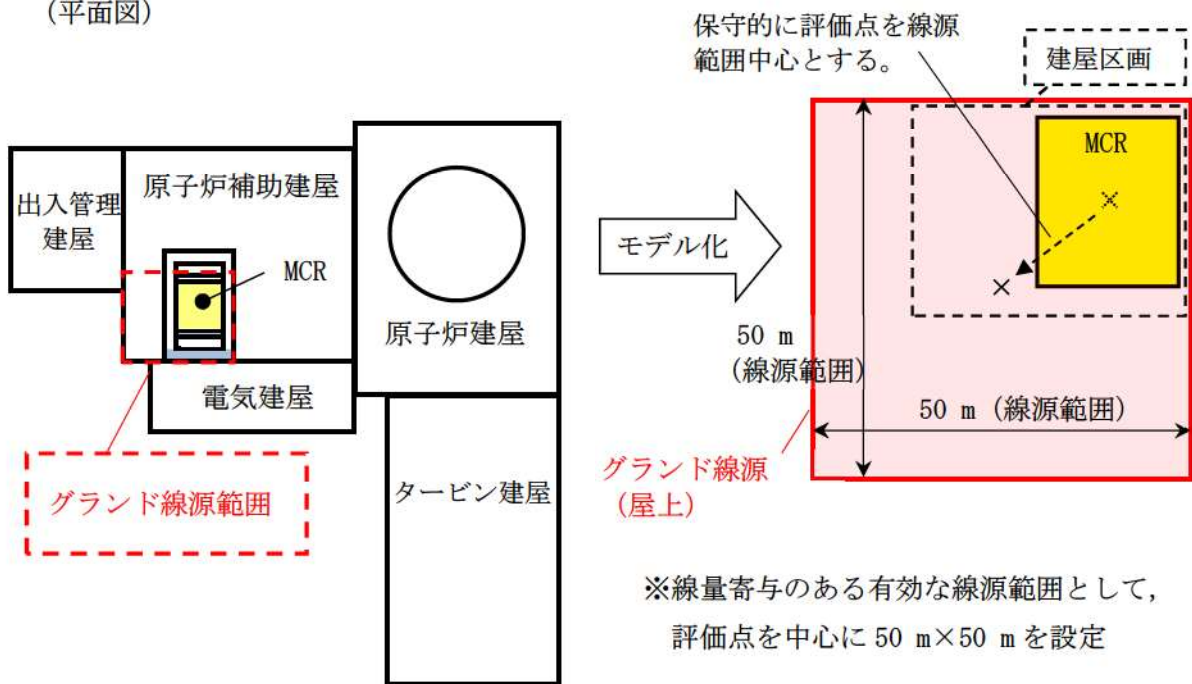 （平面図）
出入管理
建屋
原子炉補助建屋
MCR
原子炉建屋
電気建屋
グランド線源範囲
タービン建屋
モデル化
保守的に評価点を線源
範囲中心とする。
建屋区画
MCR
50 m
（線源範囲）
50 m（線源範囲）
グランド線源
（屋上）
※線量寄与のある有効な線源範囲として，
評価点を中心に 50 m×50 m を設定